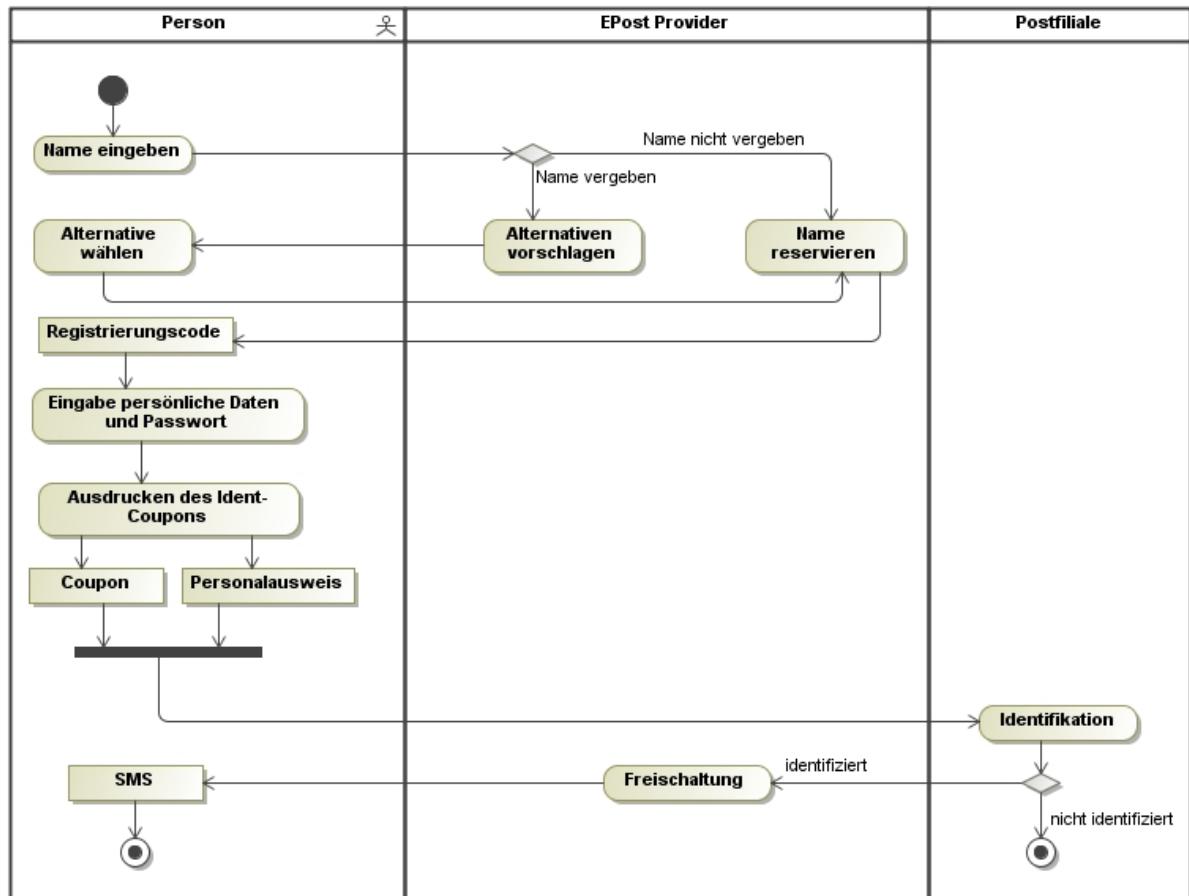 Person
EPost Provider
Postfiliale
Name eingeben
Name nicht vergeben
Name vergeben
Alternative
wählen
Alternativen
vorschlagen
Name
reservieren
Registrierungscode
Eingabe persönliche Daten
und Passwort
Ausdrucken des Ident-
Coupons
Coupon
Personalausweis
Identifikation
SMS
Freischaltung
identifiziert
nicht identifiziert